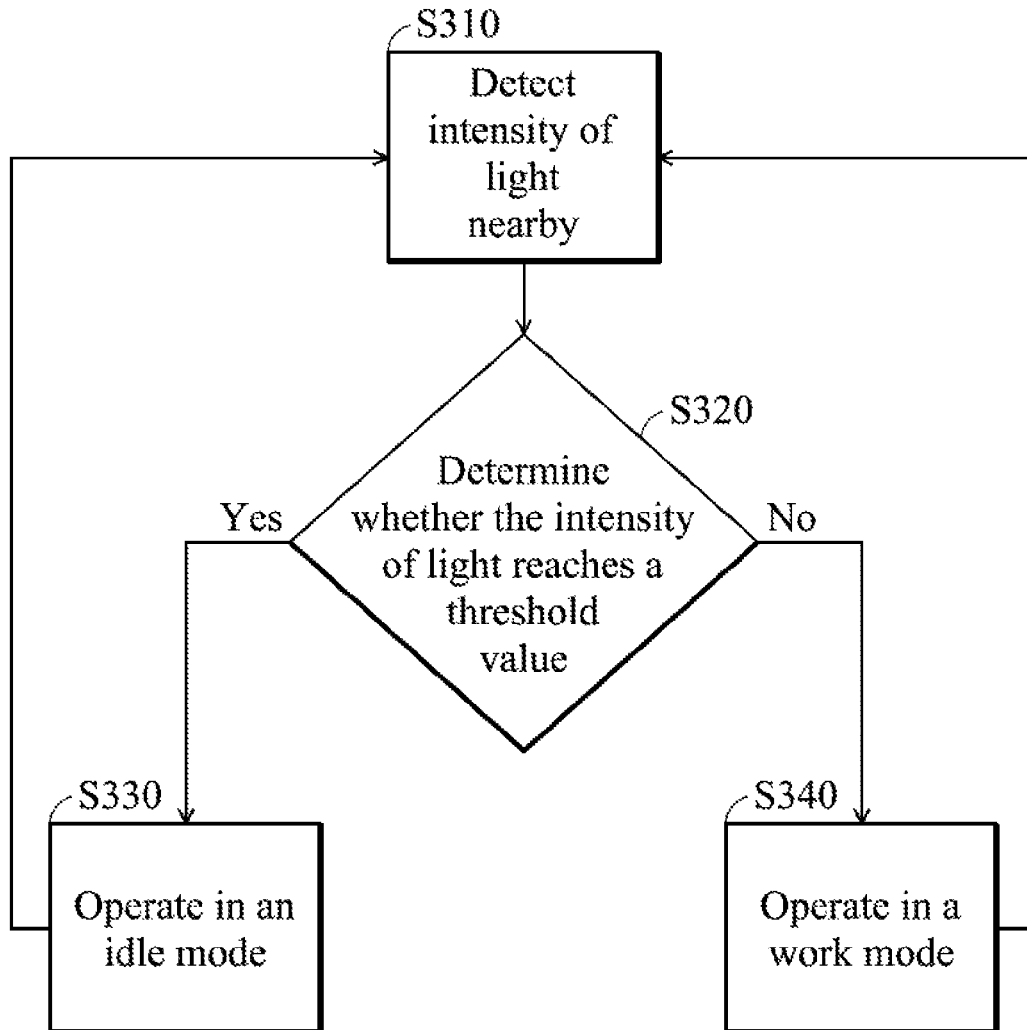 S310
Detect
intensity of
light
nearby
S320
Determine
whether the intensity
of light reaches a
threshold
value
Yes
No
S330
Operate in an
idle mode
S340
Operate in a
work mode